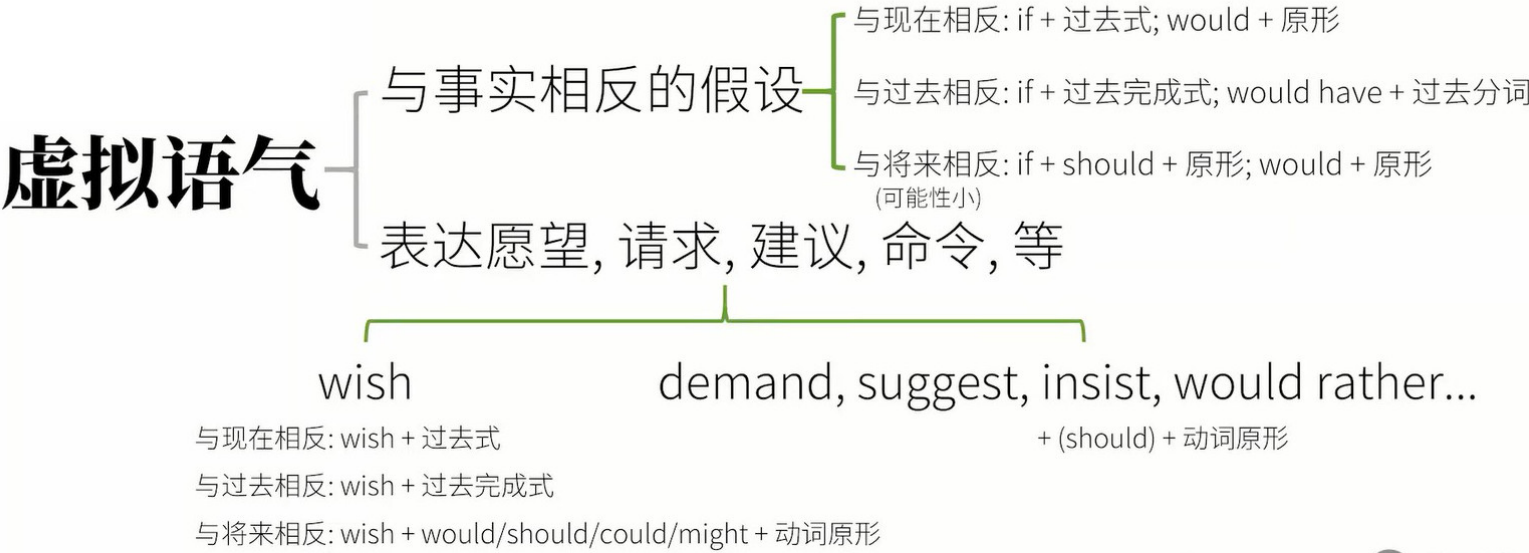 虚拟语气
与事实相反的假设
与现在相反: if + 过去式; would + 原形
与过去相反: if + 过去完成式; would have + 过去分词
与将来相反: if + should + 原形; would + 原形
(可能性小)
表达愿望, 请求, 建议, 命令, 等
wish
与现在相反: wish + 过去式
与过去相反: wish + 过去完成式
与将来相反: wish + would/should/could/might + 动词原形
demand, suggest, insist, would rather...
+ (should) + 动词原形